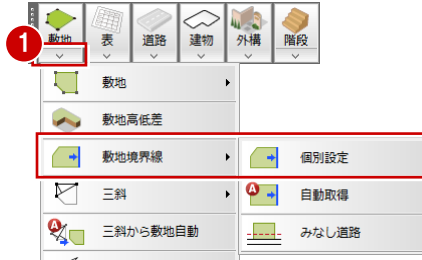 1
敷地 表 道路 建物 外構 階段
敷地
敷地高低差
敷地境界線 個別設定
三斜 A 自動取得
A 三斜から敷地自動 みなし道路